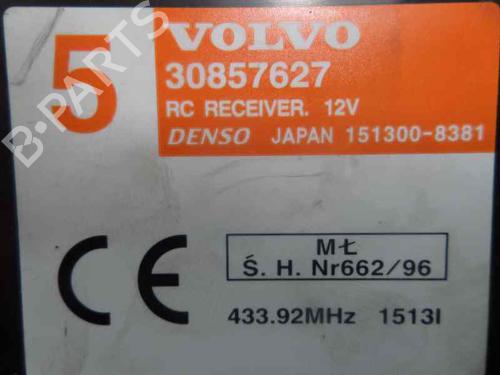 5 VOLVO
30857627
RC RECEIVER. 12V
DENSO JAPAN 151300-8381
CE
MŁ
Ś. H. Nr662/96
433.92MHz 1513I
B-PARTS